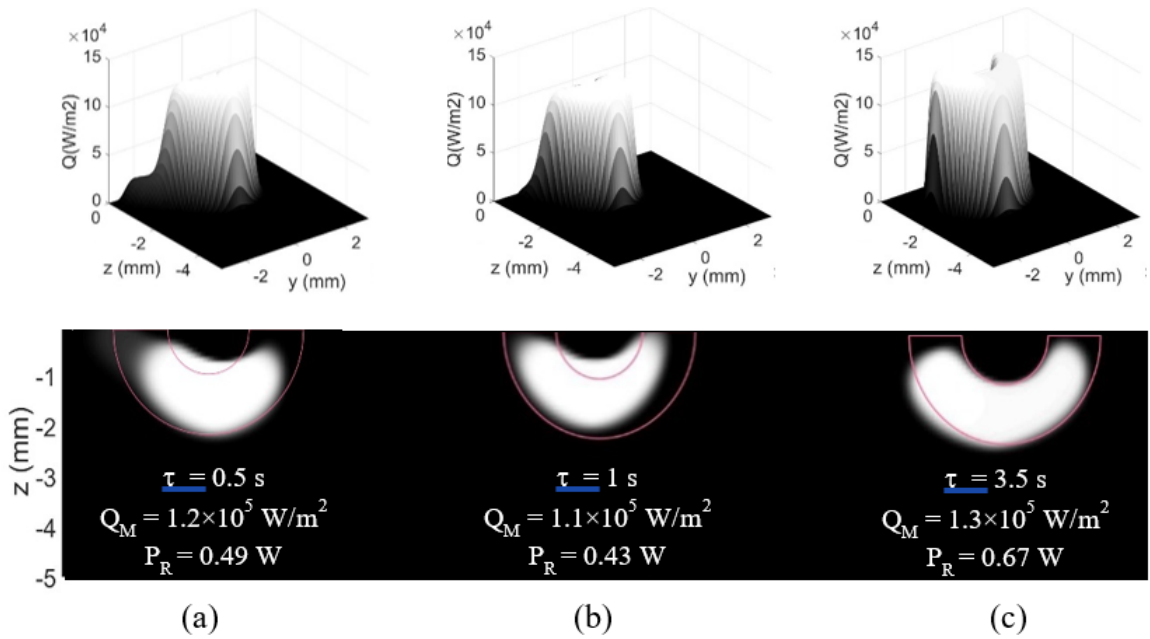 ×10⁴
15
10
5
0
Q(W/m2)
0
-2
-4
z (mm)
-2
0
2
y (mm)
×10⁴
15
10
5
0
Q(W/m2)
0
-2
-4
z (mm)
-2
0
2
y (mm)
×10⁴
15
10
5
0
Q(W/m2)
0
-2
-4
z (mm)
-2
0
2
y (mm)
z (mm)
-1
-2
-3
-4
-5
τ = 0.5 s
Q_M = 1.2×10⁵ W/m²
P_R = 0.49 W
τ = 1 s
Q_M = 1.1×10⁵ W/m²
P_R = 0.43 W
τ = 3.5 s
Q_M = 1.3×10⁵ W/m²
P_R = 0.67 W
(a)
(b)
(c)